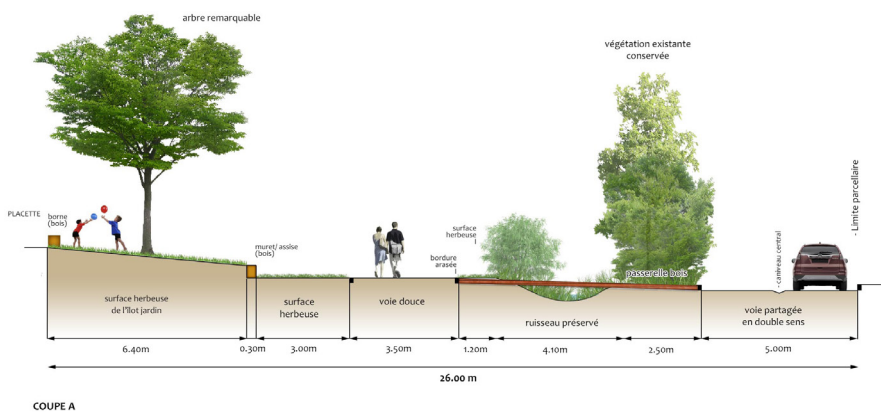 arbre remarquable
végétation existante
conservée
PLACETTE
borne
(bois)
muret/ assise
(bois)
surface
herbeuse
bordure
arasée
passerelle bois
- caniveau central
- Limite parcellaire
surface herbeuse
de l'îlot jardin
surface
herbeuse
voie douce
ruisseau préservé
voie partagée
en double sens
6.40m
0.30m
3.00m
3.50m
1.20m
4.10m
2.50m
5.00m
26.00 m
COUPE A